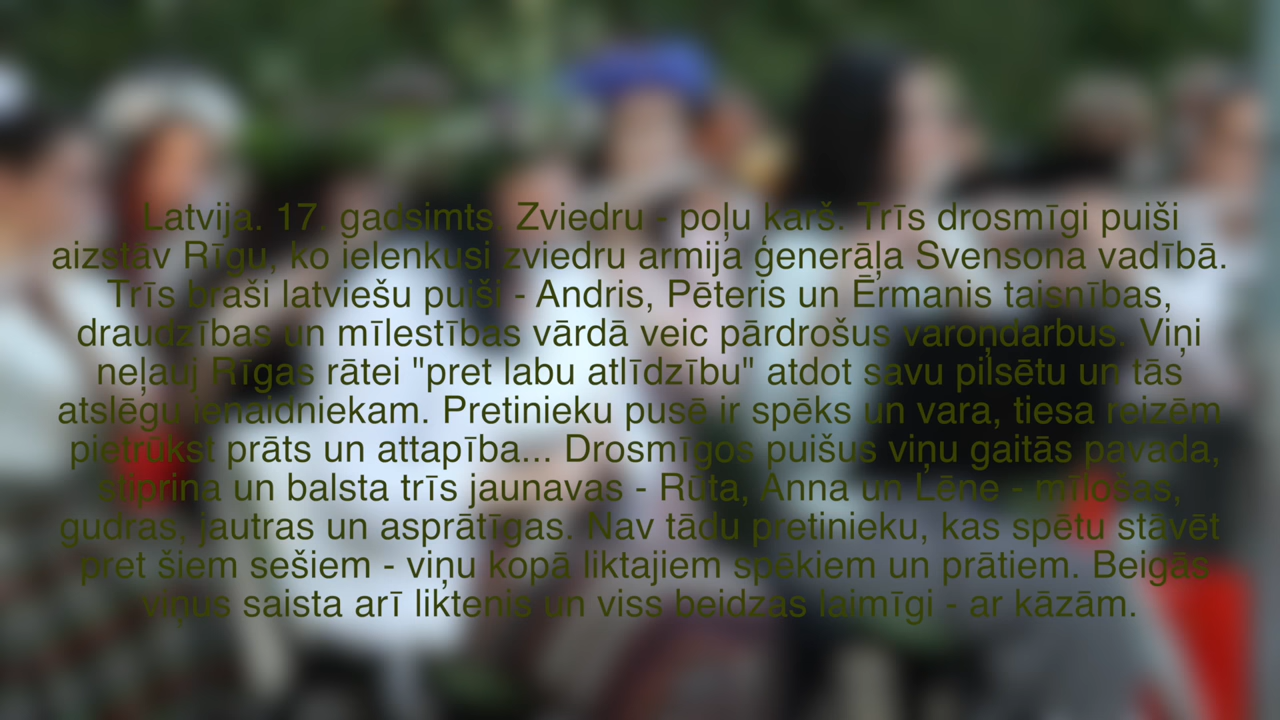 Latvija. 17. gadsimts. Zviedru - poļu karš. Trīs drosmīgi puiši
aizstāv Rīgu, ko ielenkusi zviedru armija ģenerāļa Svensona vadībā.
Trīs braši latviešu puiši - Andris, Pēteris un Ērmanis taisnības,
draudzības un mīlestības vārdā veic pārdrošus varoņdarbus. Viņi
neļauj Rīgas rātei "pret labu atlīdzību" atdot savu pilsētu un tās
atslēgu ienaidniekam. Pretinieku pusē ir spēks un vara, tiesa reizēm
pietrūkst prāts un attapība... Drosmīgos puišus viņu gaitās pavada,
stiprina un balsta trīs jaunavas - Rūta, Anna un Lēne - mīlošas,
gudras, jautras un asprātīgas. Nav tādu pretinieku, kas spētu stāvēt
pret šiem sešiem - viņu kopā liktajiem spēkiem un prātiem. Beigās
viņus saista arī liktenis un viss beidzas laimīgi - ar kāzām.